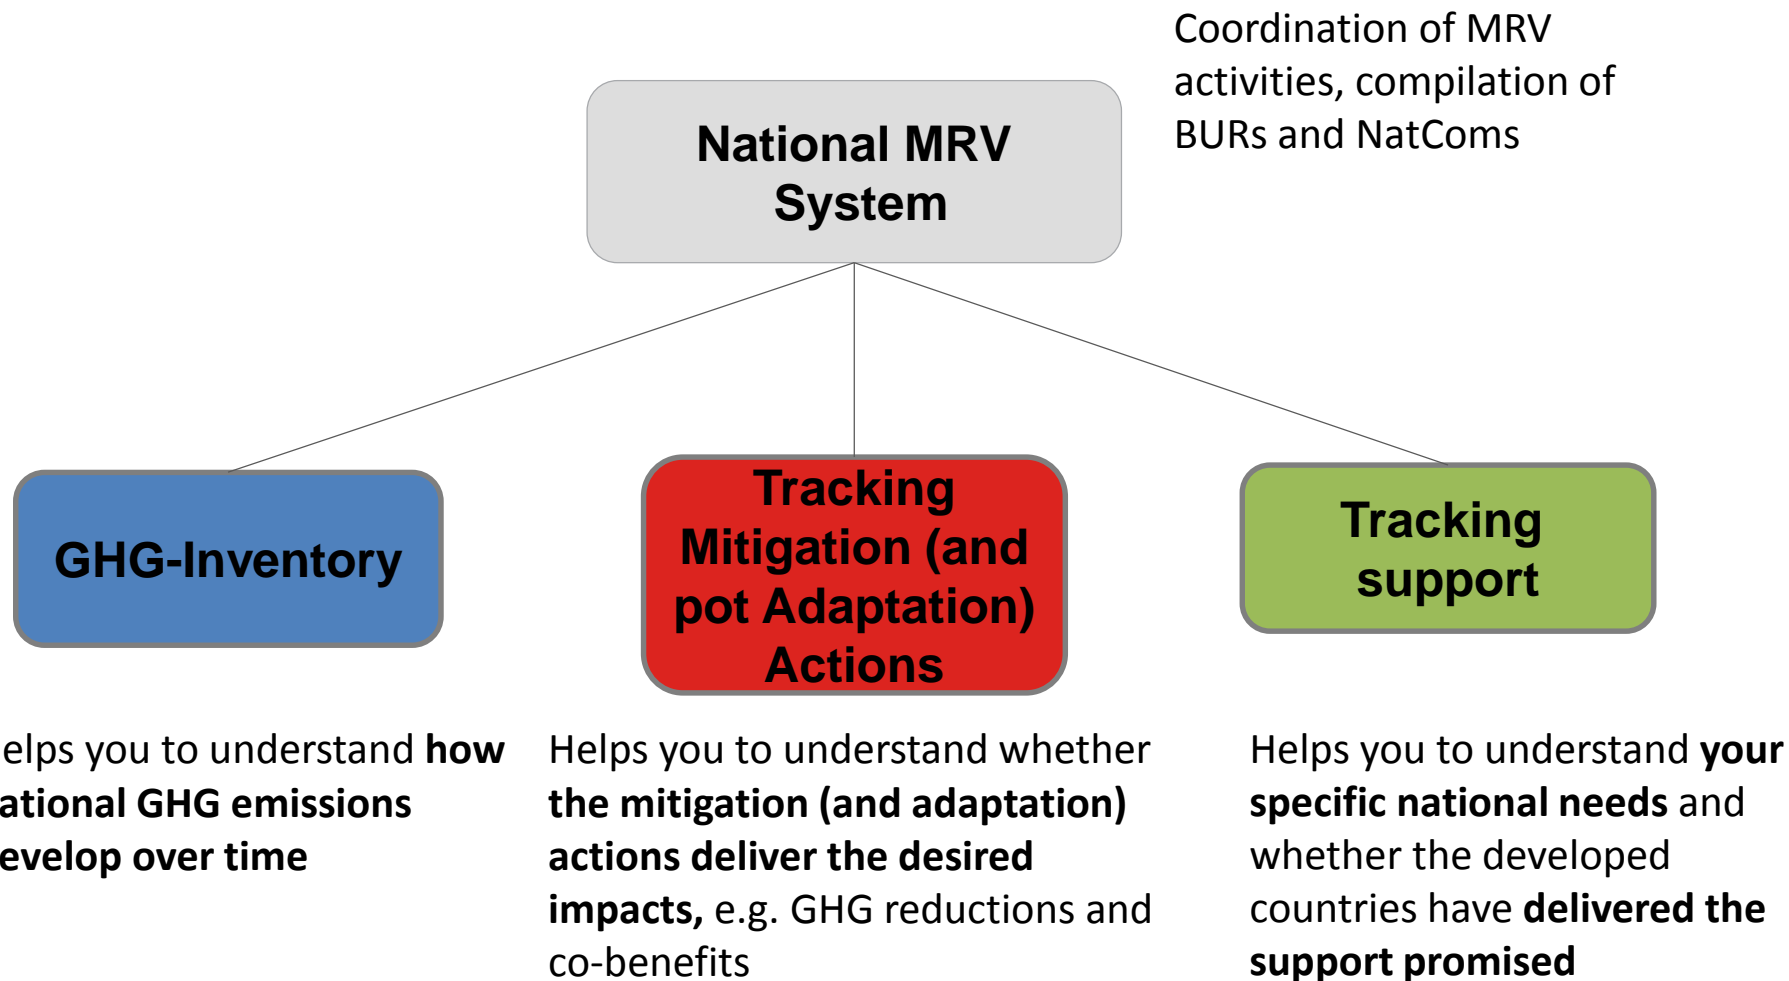 Coordination of MRV
activities, compilation of
BURs and NatComs
National MRV
System
GHG-Inventory
Tracking
Mitigation (and
pot Adaptation)
Actions
Tracking
support
elps you to understand how
ational GHG emissions
evelop over time
Helps you to understand whether
the mitigation (and adaptation)
actions deliver the desired
impacts, e.g. GHG reductions and
co-benefits
Helps you to understand your
specific national needs and
whether the developed
countries have delivered the
support promised